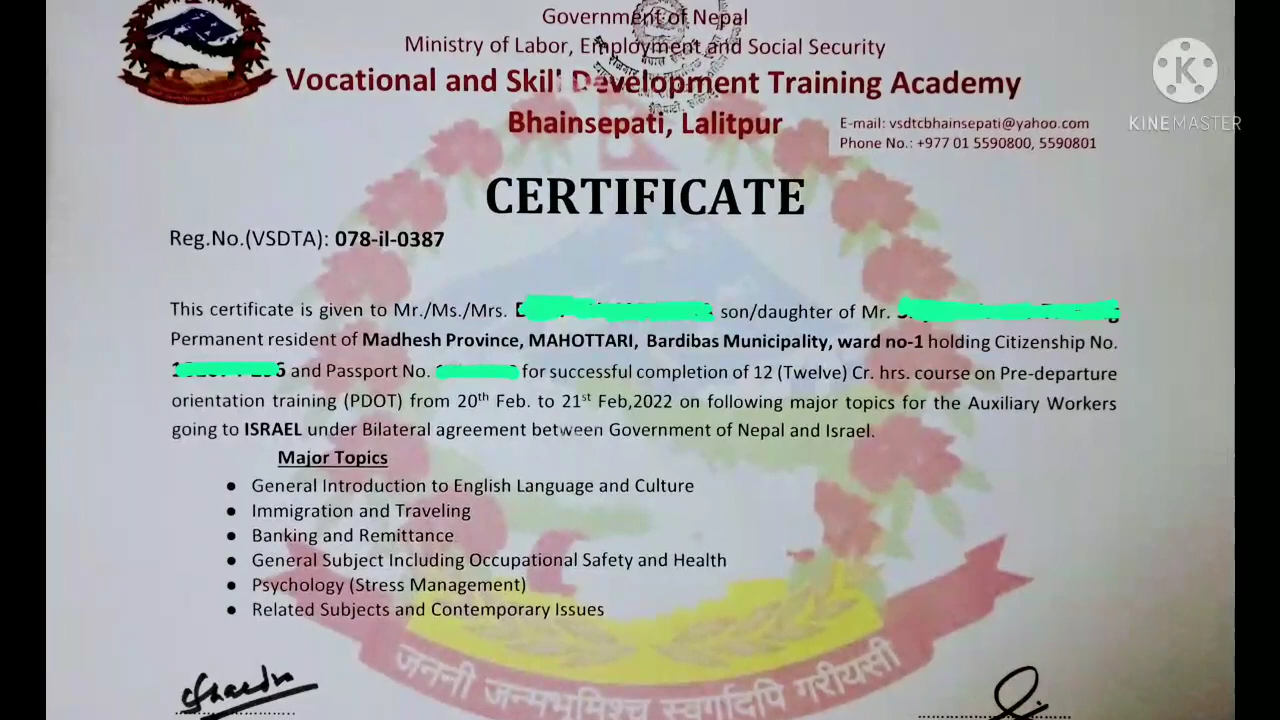 Government of Nepal
Ministry of Labor, Employment and Social Security
Vocational and Skill Development Training Academy
Bhainsepati, Lalitpur
E-mail: vsdtcbhainsepati@yahoo.com
Phone No.: +977 01 5590800, 5590801
KINEMASTER
CERTIFICATE
Reg.No.(VSDTA): 078-il-0387
This certificate is given to Mr./Ms./Mrs. son/daughter of Mr.
Permanent resident of Madhesh Province, MAHOTTARI, Bardibas Municipality, ward no-1 holding Citizenship No.
and Passport No. for successful completion of 12 (Twelve) Cr. hrs. course on Pre-departure
orientation training (PDOT) from 20th Feb. to 21st Feb,2022 on following major topics for the Auxiliary Workers
going to ISRAEL under Bilateral agreement between Government of Nepal and Israel.
Major Topics
● General Introduction to English Language and Culture
● Immigration and Traveling
● Banking and Remittance
● General Subject Including Occupational Safety and Health
● Psychology (Stress Management)
● Related Subjects and Contemporary Issues
जननी जन्मभूमिश्च स्वर्गादपि गरीयसी